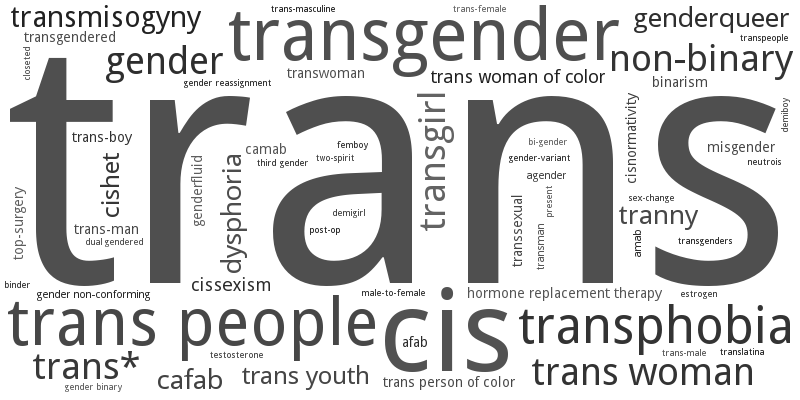 transmisogyny
trans-masculine
trans-female
genderqueer
transgender
transgendered
transpeople
closeted
gender
non-binary
transwoman
trans woman of color
gender reassignment
binarism
trans
transgirl
cisnormativity
demiboy
trans-boy
femboy
bi-gender
misgender
camab
cishet
genderfluid
dysphoria
third gender
two-spirit
gender-variant
neutrois
agender
top-surgery
present
sex-change
transsexual
demigirl
tranny
trans-man
post-op
transman
amab
dual gendered
transgenders
binder
cissexism
gender non-conforming
male-to-female
hormone replacement therapy
estrogen
trans people
cis
transphobia
afab
testosterone
trans-male
translatina
trans*
cafab
trans youth
trans woman
gender binary
trans person of color